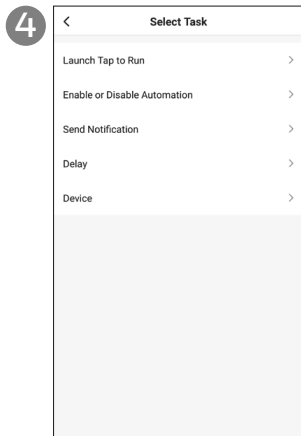 4
Select Task
Launch Tap to Run
Enable or Disable Automation
Send Notification
Delay
Device